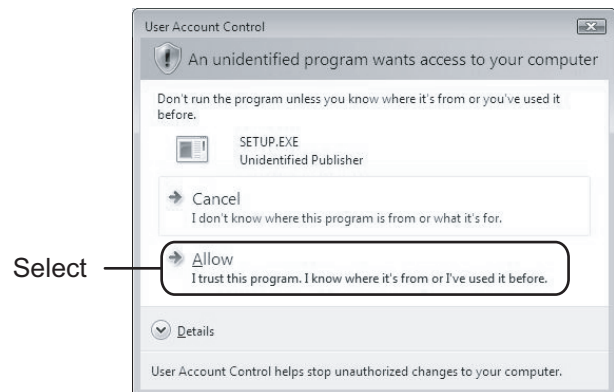 User Account Control
An unidentified program wants access to your computer
Don't run the program unless you know where it's from or you've used it
before.
SETUP.EXE
Unidentified Publisher
Cancel
I don't know where this program is from or what it's for.
Select
Allow
I trust this program. I know where it's from or I've used it before.
Details
User Account Control helps stop unauthorized changes to your computer.